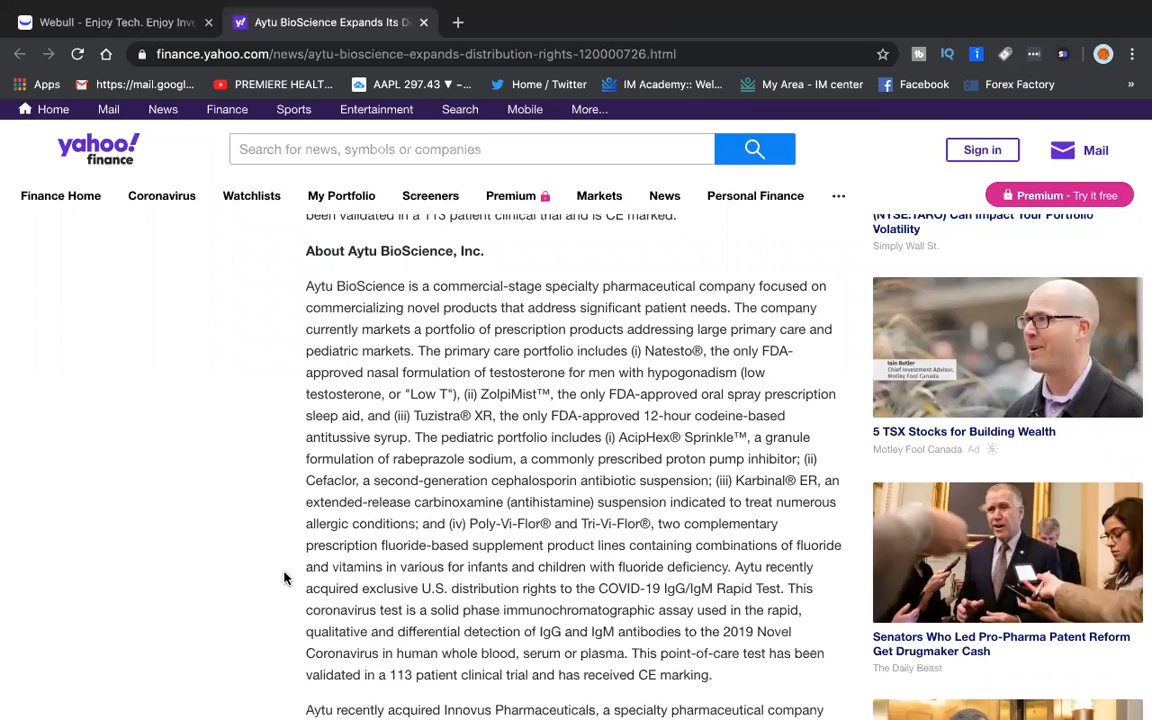 Webull - Enjoy Tech. Enjoy Inv
Aytu BioScience Expands Its D
finance.yahoo.com/news/aytu-bioscience-expands-distribution-rights-120000726.html
Apps
https://mail.googl...
PREMIERE HEALT...
AAPL 297.43 ▼ –...
Home / Twitter
IM Academy:: Wel...
My Area - IM center
Facebook
Forex Factory
»
Home
Mail
News
Finance
Sports
Entertainment
Search
Mobile
More...
yahoo!
finance
Search for news, symbols or companies
Sign in
Mail
Finance Home
Coronavirus
Watchlists
My Portfolio
Screeners
Premium
Markets
News
Personal Finance
Premium - Try it free
been validated in a 113 patient clinical trial and is CE marked.
About Aytu BioScience, Inc.
Aytu BioScience is a commercial-stage specialty pharmaceutical company focused on
commercializing novel products that address significant patient needs. The company
currently markets a portfolio of prescription products addressing large primary care and
pediatric markets. The primary care portfolio includes (i) Natesto®, the only FDA-
approved nasal formulation of testosterone for men with hypogonadism (low
testosterone, or "Low T"), (ii) ZolpiMist™, the only FDA-approved oral spray prescription
sleep aid, and (iii) Tuzistra® XR, the only FDA-approved 12-hour codeine-based
antitussive syrup. The pediatric portfolio includes (i) AcipHex® Sprinkle™, a granule
formulation of rabeprazole sodium, a commonly prescribed proton pump inhibitor; (ii)
Cefaclor, a second-generation cephalosporin antibiotic suspension; (iii) Karbinal® ER, an
extended-release carbinoxamine (antihistamine) suspension indicated to treat numerous
allergic conditions; and (iv) Poly-Vi-Flor® and Tri-Vi-Flor®, two complementary
prescription fluoride-based supplement product lines containing combinations of fluoride
and vitamins in various for infants and children with fluoride deficiency. Aytu recently
acquired exclusive U.S. distribution rights to the COVID-19 IgG/IgM Rapid Test. This
coronavirus test is a solid phase immunochromatographic assay used in the rapid,
qualitative and differential detection of IgG and IgM antibodies to the 2019 Novel
Coronavirus in human whole blood, serum or plasma. This point-of-care test has been
validated in a 113 patient clinical trial and has received CE marking.
Aytu recently acquired Innovus Pharmaceuticals, a specialty pharmaceutical company
(NYSE:TARO) Can Impact Your Portfolio
Volatility
Simply Wall St.
Iain Butler
Chief Investment Advisor,
Motley Fool Canada
5 TSX Stocks for Building Wealth
Motley Fool Canada Ad
Senators Who Led Pro-Pharma Patent Reform
Get Drugmaker Cash
The Daily Beast